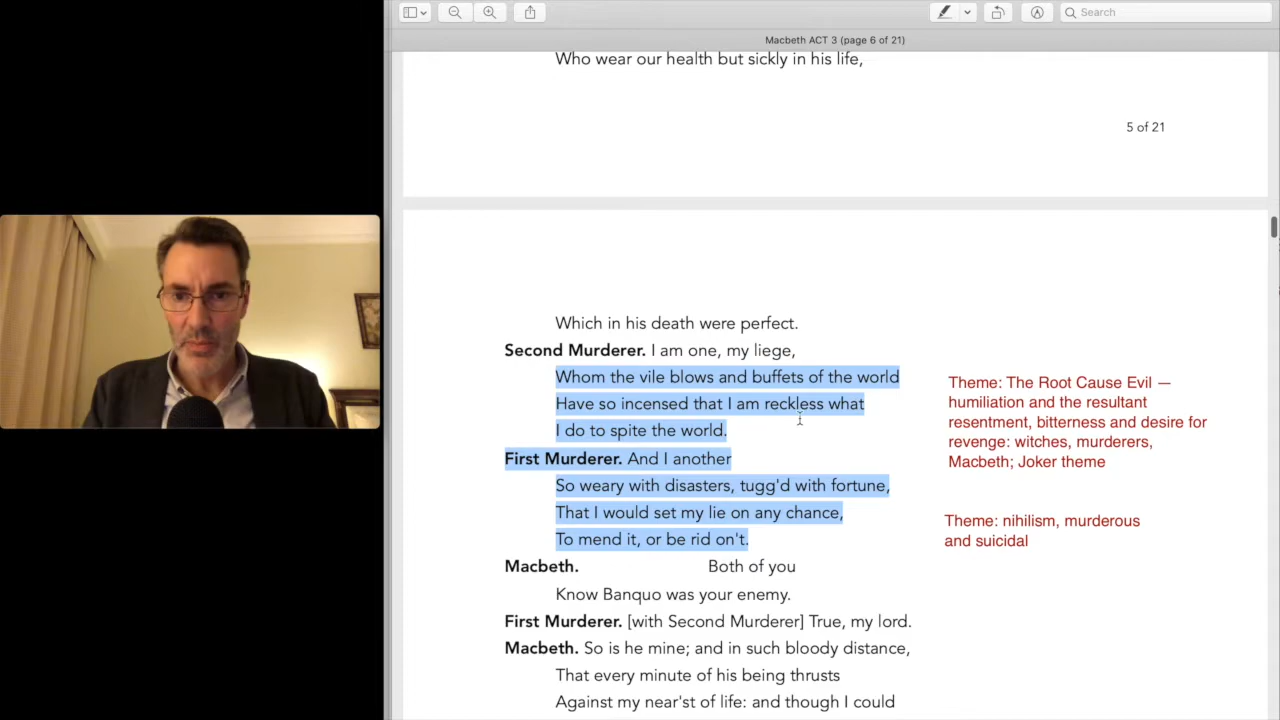 Search
Macbeth ACT 3 (page 6 of 21)
Who wear our health but sickly in his life,
5 of 21
Which in his death were perfect.
Second Murderer. I am one, my liege,
Whom the vile blows and buffets of the world
Have so incensed that I am reckless what
I do to spite the world.
First Murderer. And I another
So weary with disasters, tugg'd with fortune,
That I would set my lie on any chance,
To mend it, or be rid on't.
Macbeth. Both of you
Know Banquo was your enemy.
First Murderer. [with Second Murderer] True, my lord.
Macbeth. So is he mine; and in such bloody distance,
That every minute of his being thrusts
Against my near'st of life: and though I could
Theme: The Root Cause Evil —
humiliation and the resultant
resentment, bitterness and desire for
revenge: witches, murderers,
Macbeth; Joker theme
Theme: nihilism, murderous
and suicidal